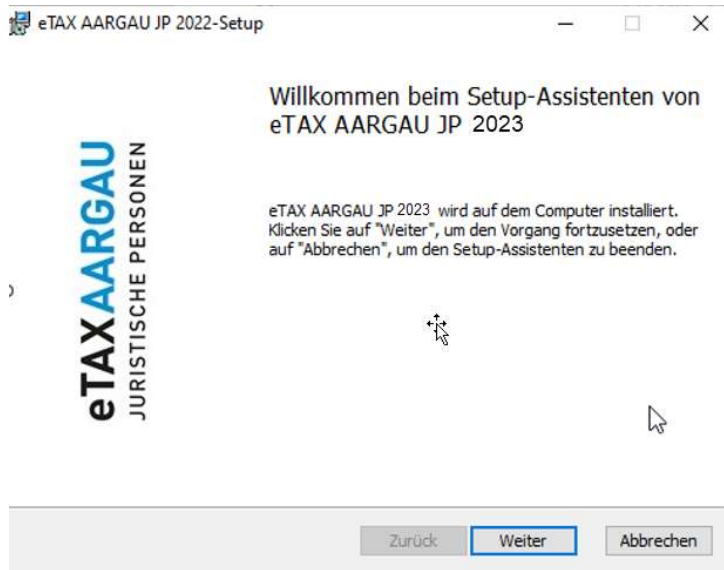 eTAX AARGAU JP 2022-Setup
Willkommen beim Setup-Assistenten von
eTAX AARGAU JP 2023
eTAXAARGAU
JURISTISCHE PERSONEN
eTAX AARGAU JP 2023 wird auf dem Computer installiert.
Klicken Sie auf "Weiter", um den Vorgang fortzusetzen, oder
auf "Abbrechen", um den Setup-Assistenten zu beenden.
Zurück
Weiter
Abbrechen